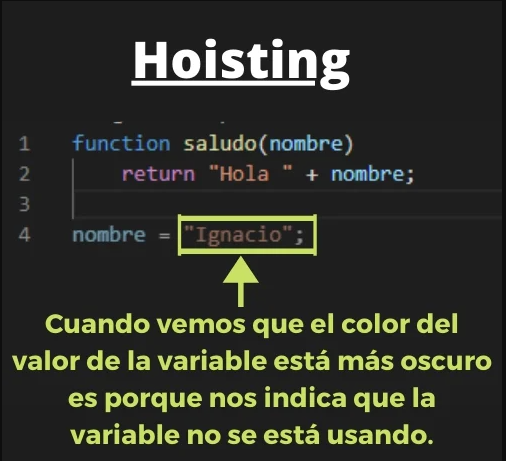 Hoisting
1 function saludo(nombre)
2 return "Hola " + nombre;
3
4 nombre = "Ignacio";
Cuando vemos que el color del
valor de la variable está más oscuro
es porque nos indica que la
variable no se está usando.